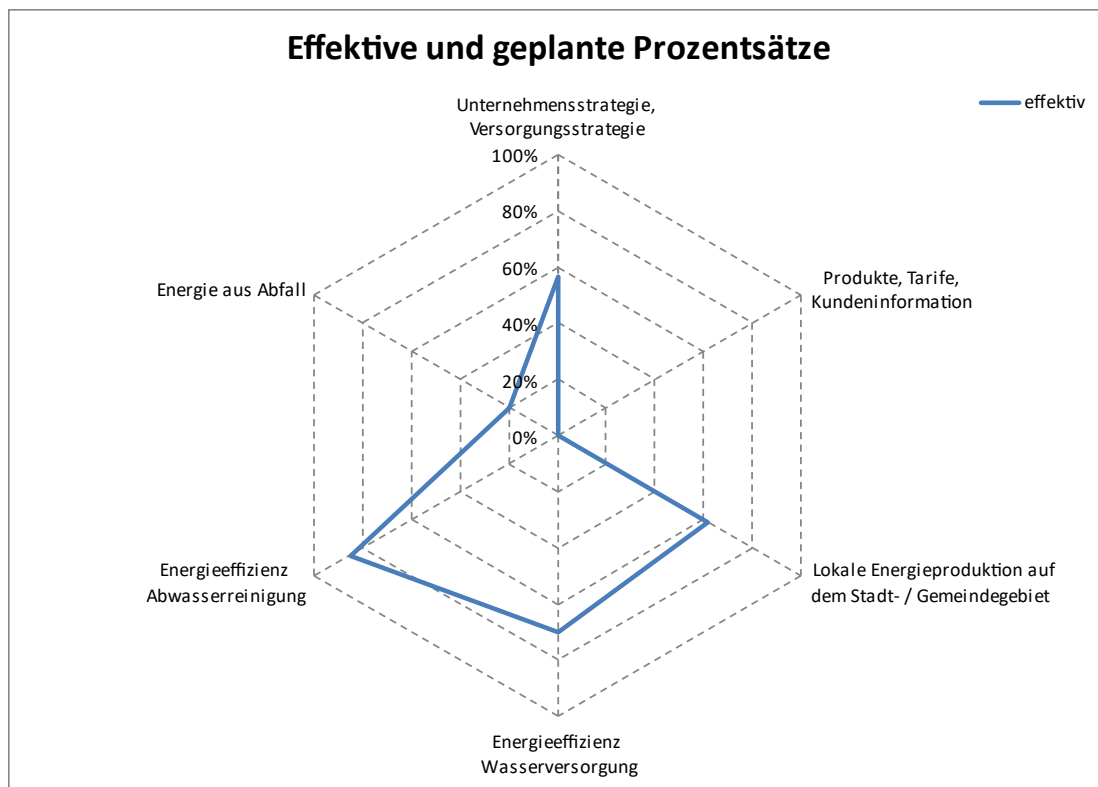 Effektive und geplante Prozentsätze
effektiv
Unternehmensstrategie,
Versorgungsstrategie
100%
80%
60%
40%
20%
0%
Produkte, Tarife,
Kundeninformation
Lokale Energieproduktion auf
dem Stadt- / Gemeindegebiet
Energieeffizienz
Wasserversorgung
Energieeffizienz
Abwasserreinigung
Energie aus Abfall